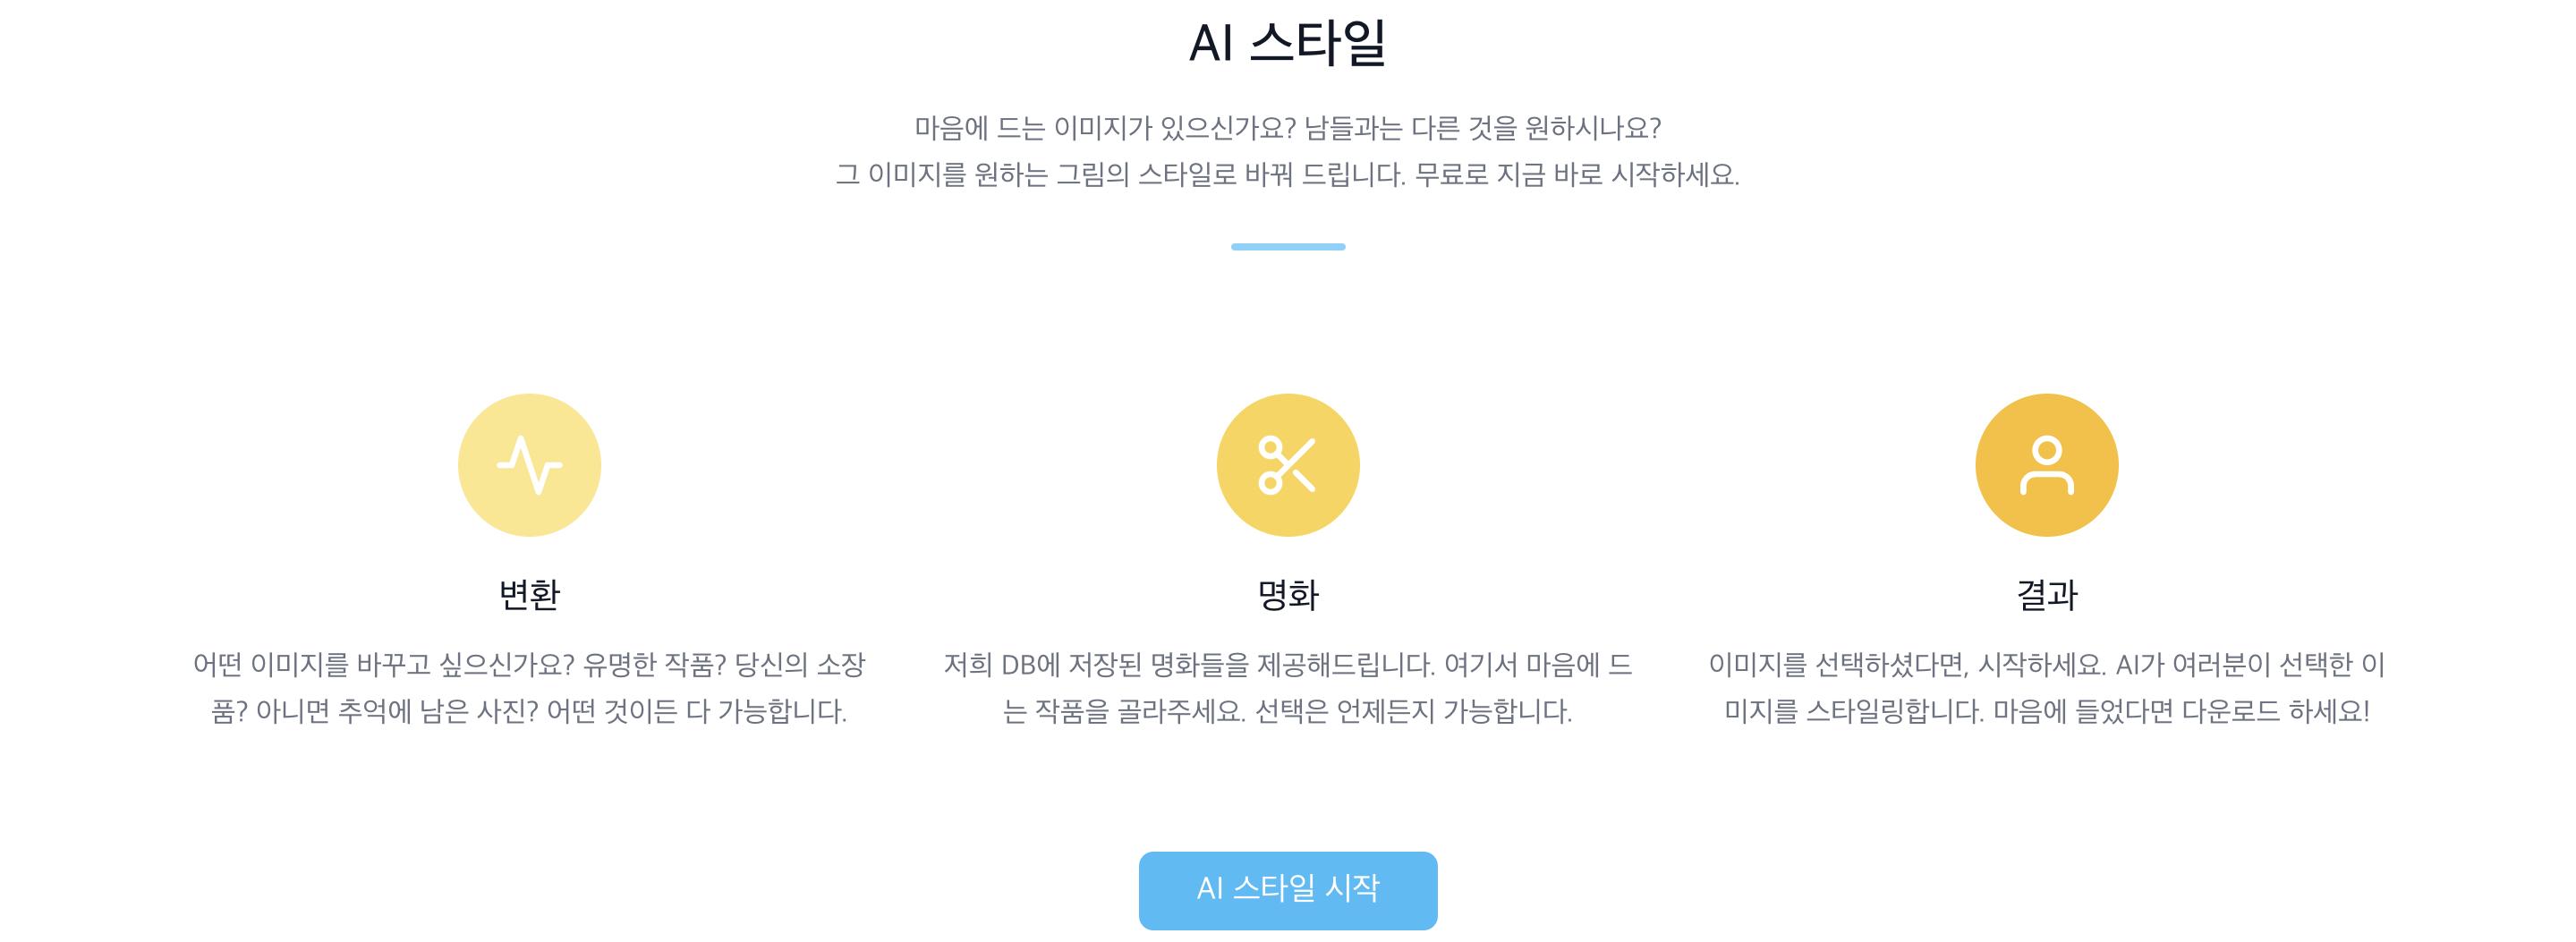 AI 스타일
마음에 드는 이미지가 있으신가요? 남들과는 다른 것을 원하시나요?
그 이미지를 원하는 그림의 스타일로 바꿔 드립니다. 무료로 지금 바로 시작하세요.
변환
어떤 이미지를 바꾸고 싶으신가요? 유명한 작품? 당신의 소장
품? 아니면 추억에 남은 사진? 어떤 것이든 다 가능합니다.
명화
저희 DB에 저장된 명화들을 제공해드립니다. 여기서 마음에 드
는 작품을 골라주세요. 선택은 언제든지 가능합니다.
결과
이미지를 선택하셨다면, 시작하세요. AI가 여러분이 선택한 이
미지를 스타일링합니다. 마음에 들었다면 다운로드 하세요!
AI 스타일 시작